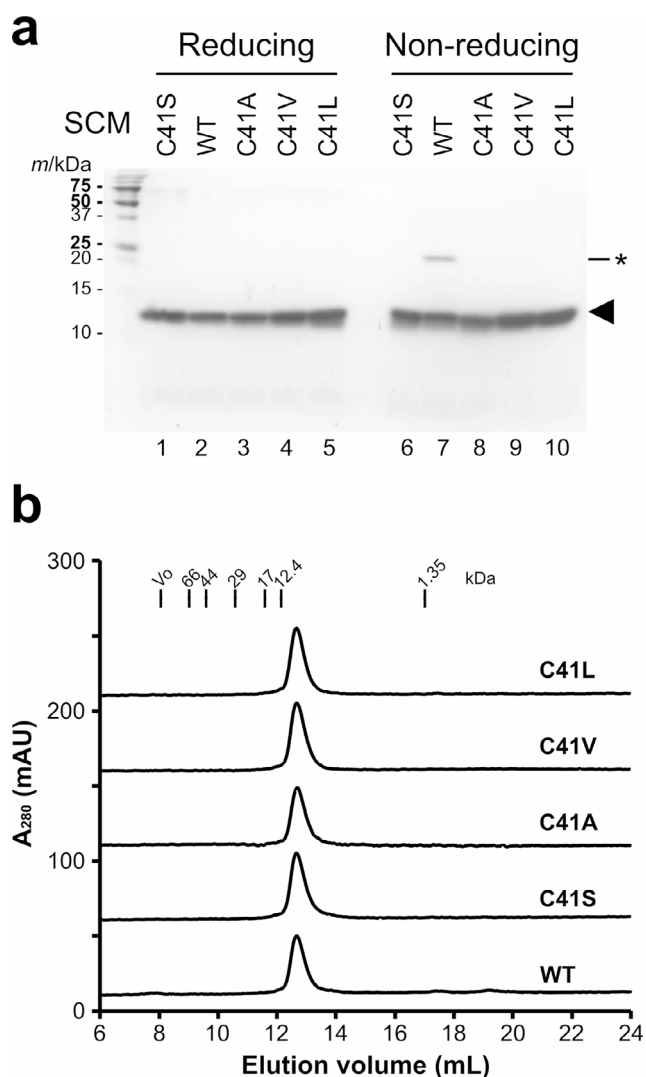 a
Reducing Non-reducing
SCM C41S WT C41A C41V C41L C41S WT C41A C41V C41L
m/kDa
75 -
50 -
37 -
25 -
20 - *
15 -
10 -
1 2 3 4 5 6 7 8 9 10
b
300
Vo 66 44 29 17 12.4 1.35 kDa
C41L
200
C41V
C41A
100
C41S
WT
0
6 8 10 12 14 16 18 20 22 24
A280 (mAU)
Elution volume (mL)